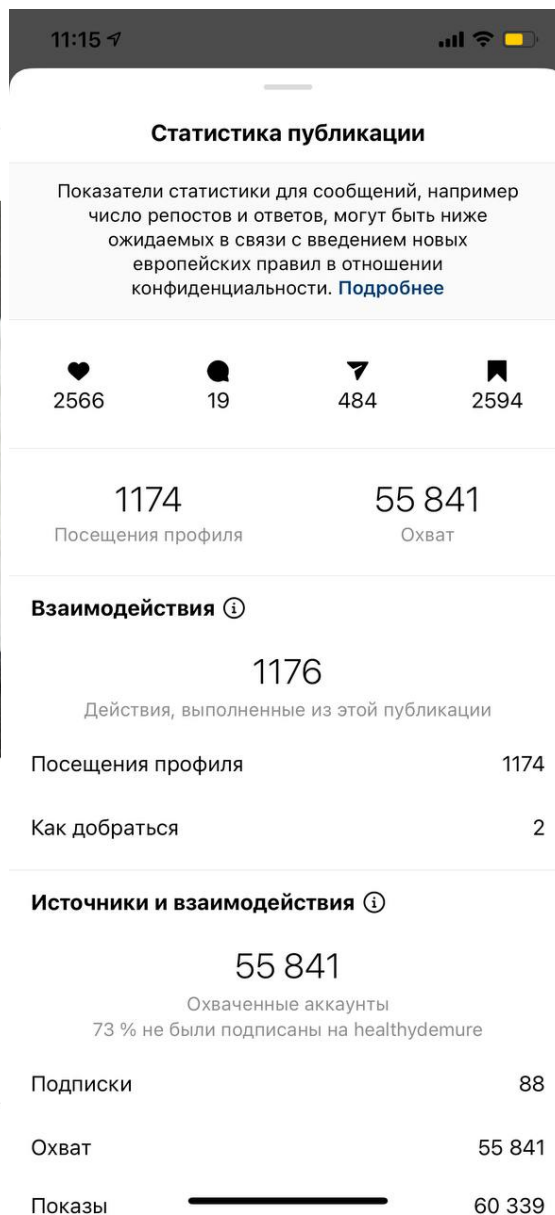 11:15
Статистика публикации
Показатели статистики для сообщений, например
число репостов и ответов, могут быть ниже
ожидаемых в связи с введением новых
европейских правил в отношении
конфиденциальности. Подробнее
2566 19 484 2594
1174 55 841
Посещения профиля Охват
Взаимодействия
1176
Действия, выполненные из этой публикации
Посещения профиля 1174
Как добраться 2
Источники и взаимодействия
55 841
Охваченные аккаунты
73 % не были подписаны на healthydemure
Подписки 88
Охват 55 841
Показы 60 339